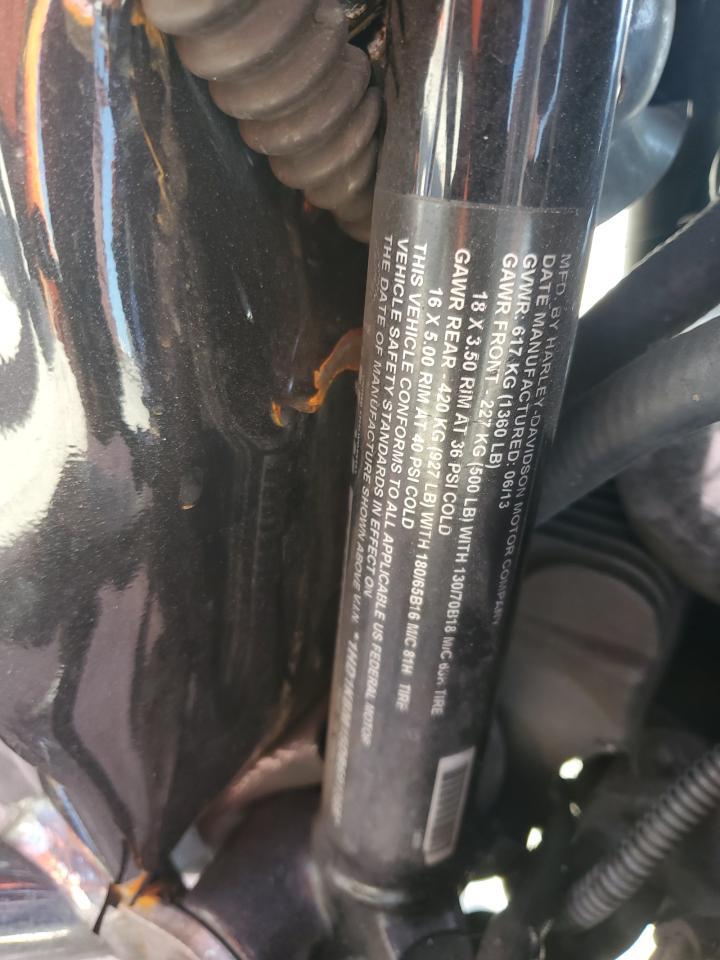 MFD. BY HARLEY-DAVIDSON MOTOR COMPANY
DATE MANUFACTURED: 06/13
GVWR: 617 KG (1360 LB)
GAWR FRONT - 227 KG (500 LB) WITH 130/70B18 M/C TIRE
18 X 3.50 RIM AT 36 PSI COLD
GAWR REAR - 420 KG (927 LB) WITH 180/65B16 M/C 81H TIRE
16 X 5.00 RIM AT 40 PSI COLD
THIS VEHICLE CONFORMS TO ALL APPLICABLE US FEDERAL MOTOR
VEHICLE SAFETY STANDARDS IN EFFECT ON
THE DATE OF MANUFACTURE SHOWN ABOVE